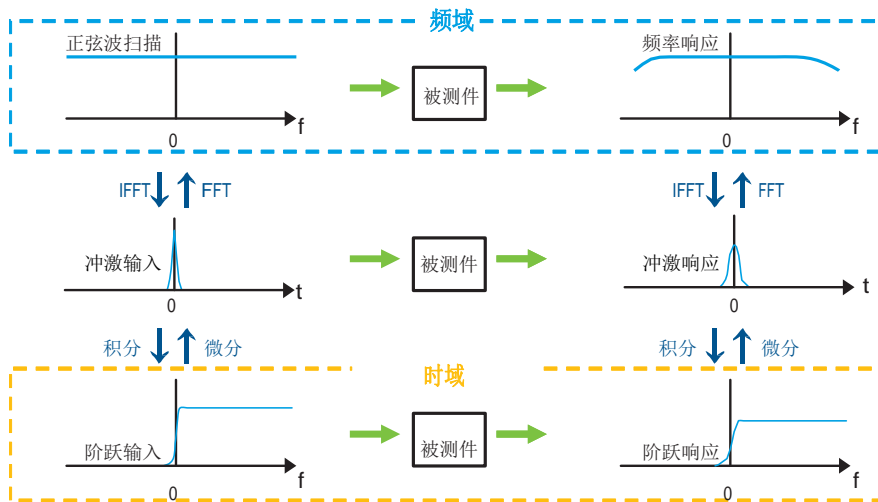 频域
正弦波扫描
频率响应
被测件
f
f
0
0
IFFT
FFT
IFFT
FFT
冲激输入
被测件
冲激响应
t
t
0
0
积分
微分
积分
微分
时域
阶跃输入
被测件
阶跃响应
f
f
0
0